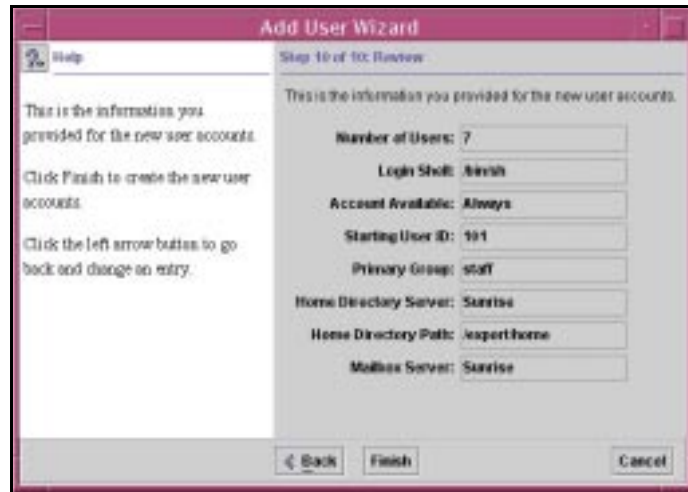 Add User Wizard
Help
Step 10 of 10: Review
This is the information you
provided for the new user accounts.
Click Finish to create the new user
accounts.
Click the left arrow button to go
back and change an entry.
This is the information you provided for the new user accounts.
Number of Users: 7
Login Shell: /bin/sh
Account Available: Always
Starting User ID: 101
Primary Group: staff
Home Directory Server: Sunrise
Home Directory Path: /export/home
Mailbox Server: Sunrise
Back
Finish
Cancel